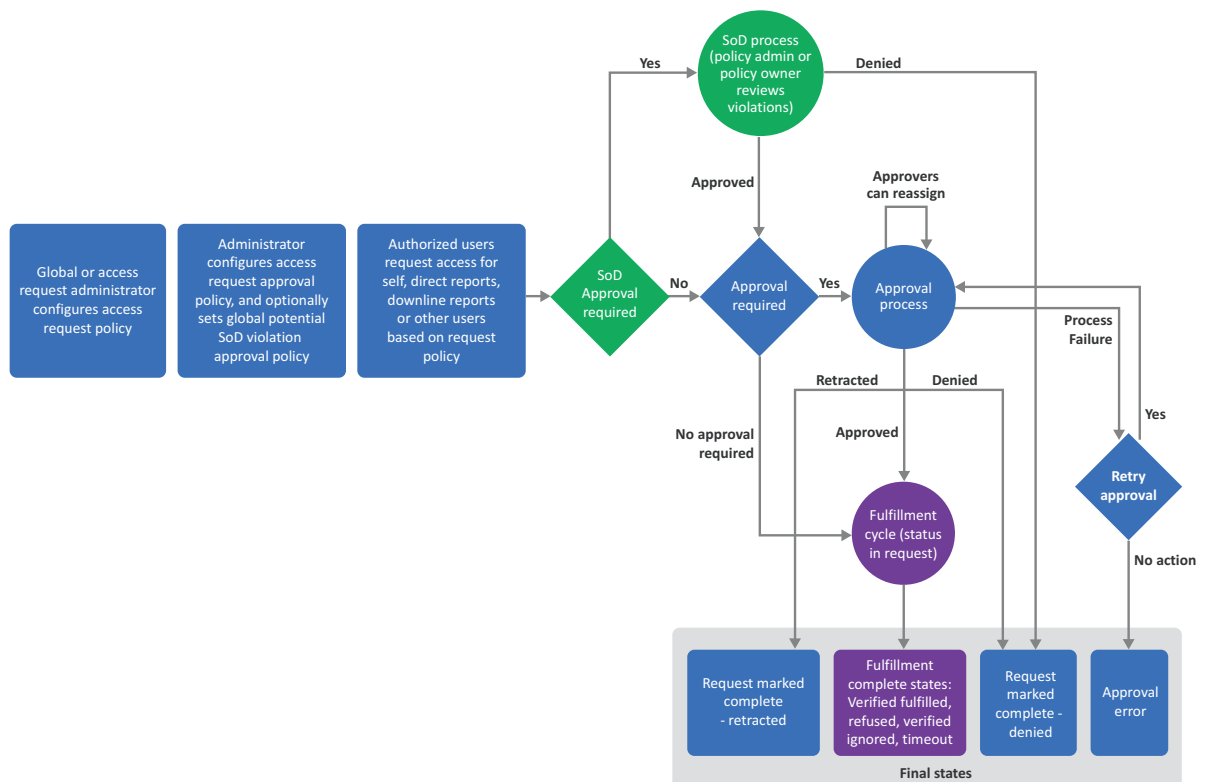 SoD process
(policy admin or
policy owner
reviews
violations)
Yes
Denied
Approved
Approvers
can reassign
Global or access
request administrator
configures access
request policy
Administrator
configures access
request approval
policy, and optionally
sets global potential
SoD violation
approval policy
Authorized users
request access for
self, direct reports,
downline reports
or other users
based on request
policy
SoD
Approval
required
No
Approval
required
Yes
Approval
process
Process
Failure
Retracted
Denied
Yes
No approval
required
Approved
Retry
approval
Fulfillment
cycle (status
in request)
No action
Request marked
complete
- retracted
Fulfillment
complete states:
Verified fulfilled,
refused, verified
ignored, timeout
Request
marked
complete -
denied
Approval
error
Final states